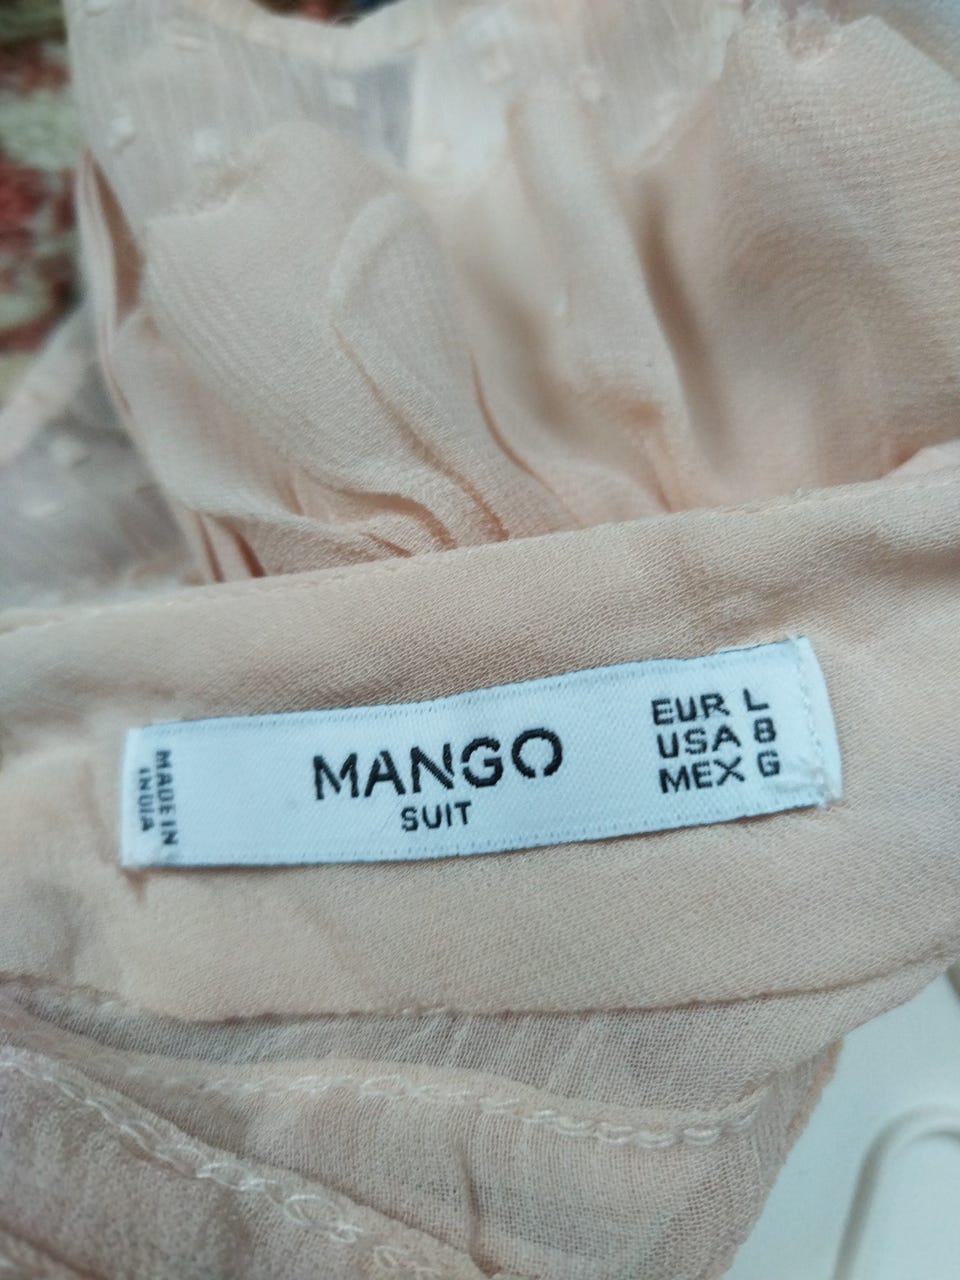 MADE IN
INDIA
MANGO
SUIT
EUR L
USA 8
MEX G